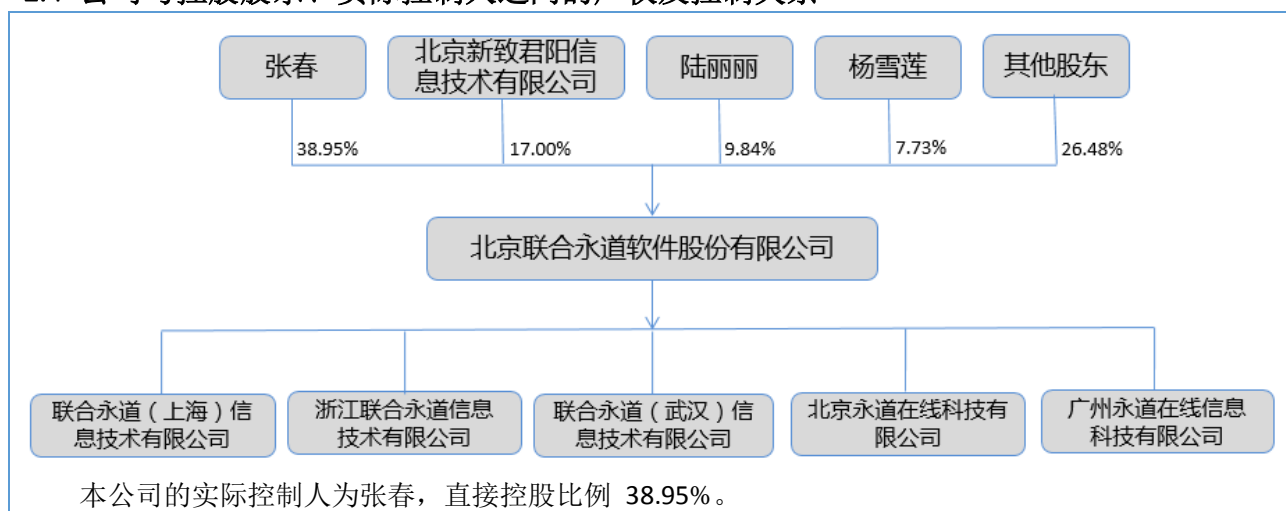 张春
北京新致君阳信
息技术有限公司
陆丽丽
杨雪莲
其他股东
38.95%
17.00%
9.84%
7.73%
26.48%
北京联合永道软件股份有限公司
联合永道（上海）信
息技术有限公司
浙江联合永道信息
技术有限公司
联合永道（武汉）信
息技术有限公司
北京永道在线科技有
限公司
广州永道在线信息
科技有限公司
本公司的实际控制人为张春，直接控股比例 38.95%。